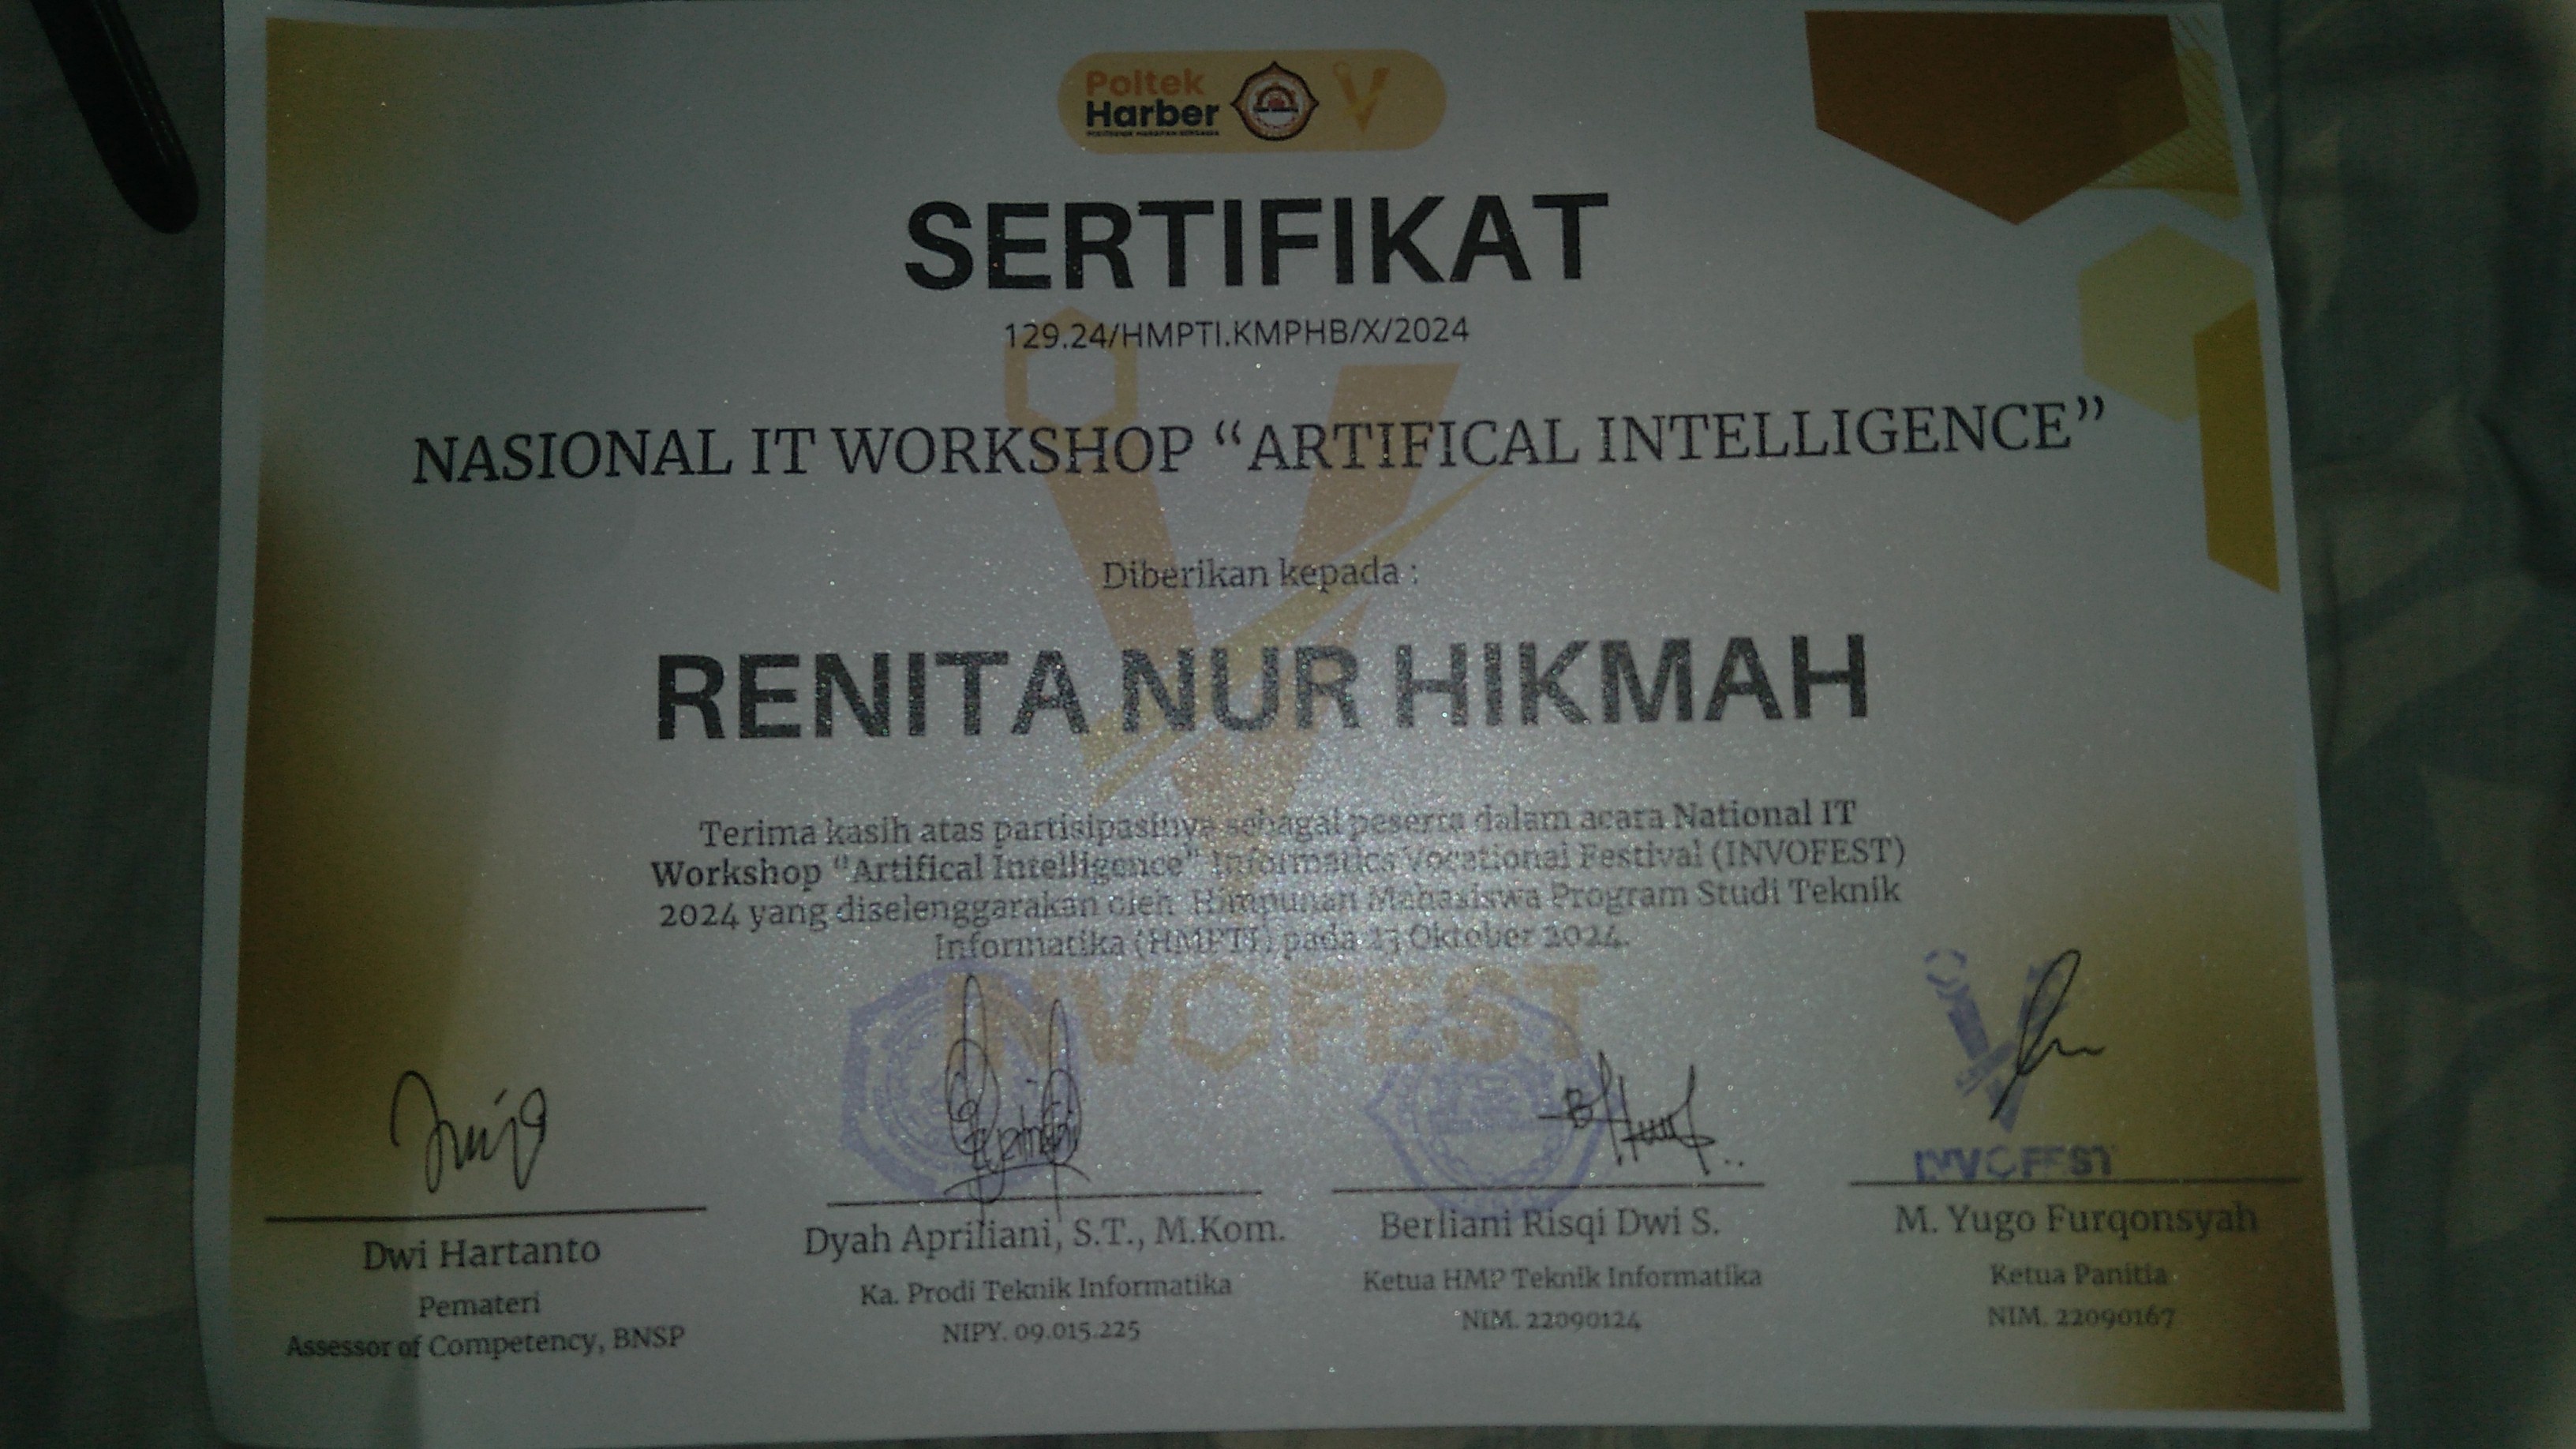 Poltek
Harber
POLITEKNIK HARAPAN BERSAMA
SERTIFIKAT
129.24/HMPTI.KMPHB/X/2024
NASIONAL IT WORKSHOP “ARTIFICAL INTELLIGENCE”
Diberikan kepada :
RENITA NUR HIKMAH
Terima kasih atas partisipasinya sebagai peserta dalam acara National IT
Workshop "Artifical Intelligence" Informatics Vocational Festival (INVOFEST)
2024 yang diselenggarakan oleh Himpunan Mahasiswa Program Studi Teknik
Informatika (HMPTI) pada 23 Oktober 2024.
INVOFEST
INVOFEST
Dwi Hartanto
Pemateri
Assessor of Competency, BNSP
Dyah Apriliani, S.T., M.Kom.
Ka. Prodi Teknik Informatika
NIPY. 09.015.225
Berliani Risqi Dwi S.
Ketua HMP Teknik Informatika
NIM. 22090124
M. Yugo Furqonsyah
Ketua Panitia
NIM. 22090167